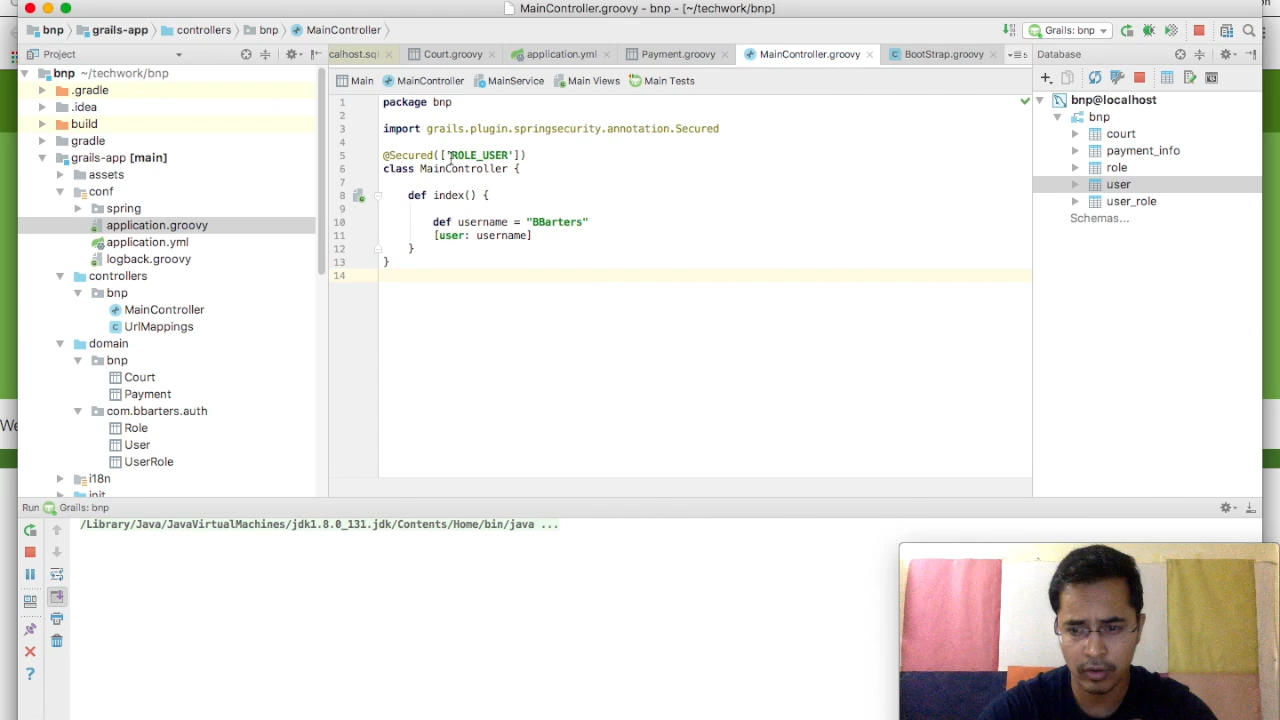 MainController.groovy - bnp - [~/techwork/bnp]
bnp grails-app controllers bnp MainController
Grails: bnp
Project
calhost.sql Court.groovy application.yml Payment.groovy MainController.groovy BootStrap.groovy 5
Database
Main MainController MainService Main Views Main Tests
bnp ~/techwork/bnp
.gradle
.idea
build
gradle
grails-app [main]
assets
conf
spring
application.groovy
application.yml
logback.groovy
controllers
bnp
MainController
UrlMappings
domain
bnp
Court
Payment
com.bbarters.auth
Role
User
UserRole
i18n
init
We
1 package bnp
2
3 import grails.plugin.springsecurity.annotation.Secured
4
5 @Secured(['ROLE_USER'])
6 class MainController {
7
8 def index() {
9
10 def username = "BBarters"
11 [user: username]
12 }
13 }
14
bnp@localhost
bnp
court
payment_info
role
user
user_role
Schemas...
Run Grails: bnp
/Library/Java/JavaVirtualMachines/jdk1.8.0_131.jdk/Contents/Home/bin/java ...